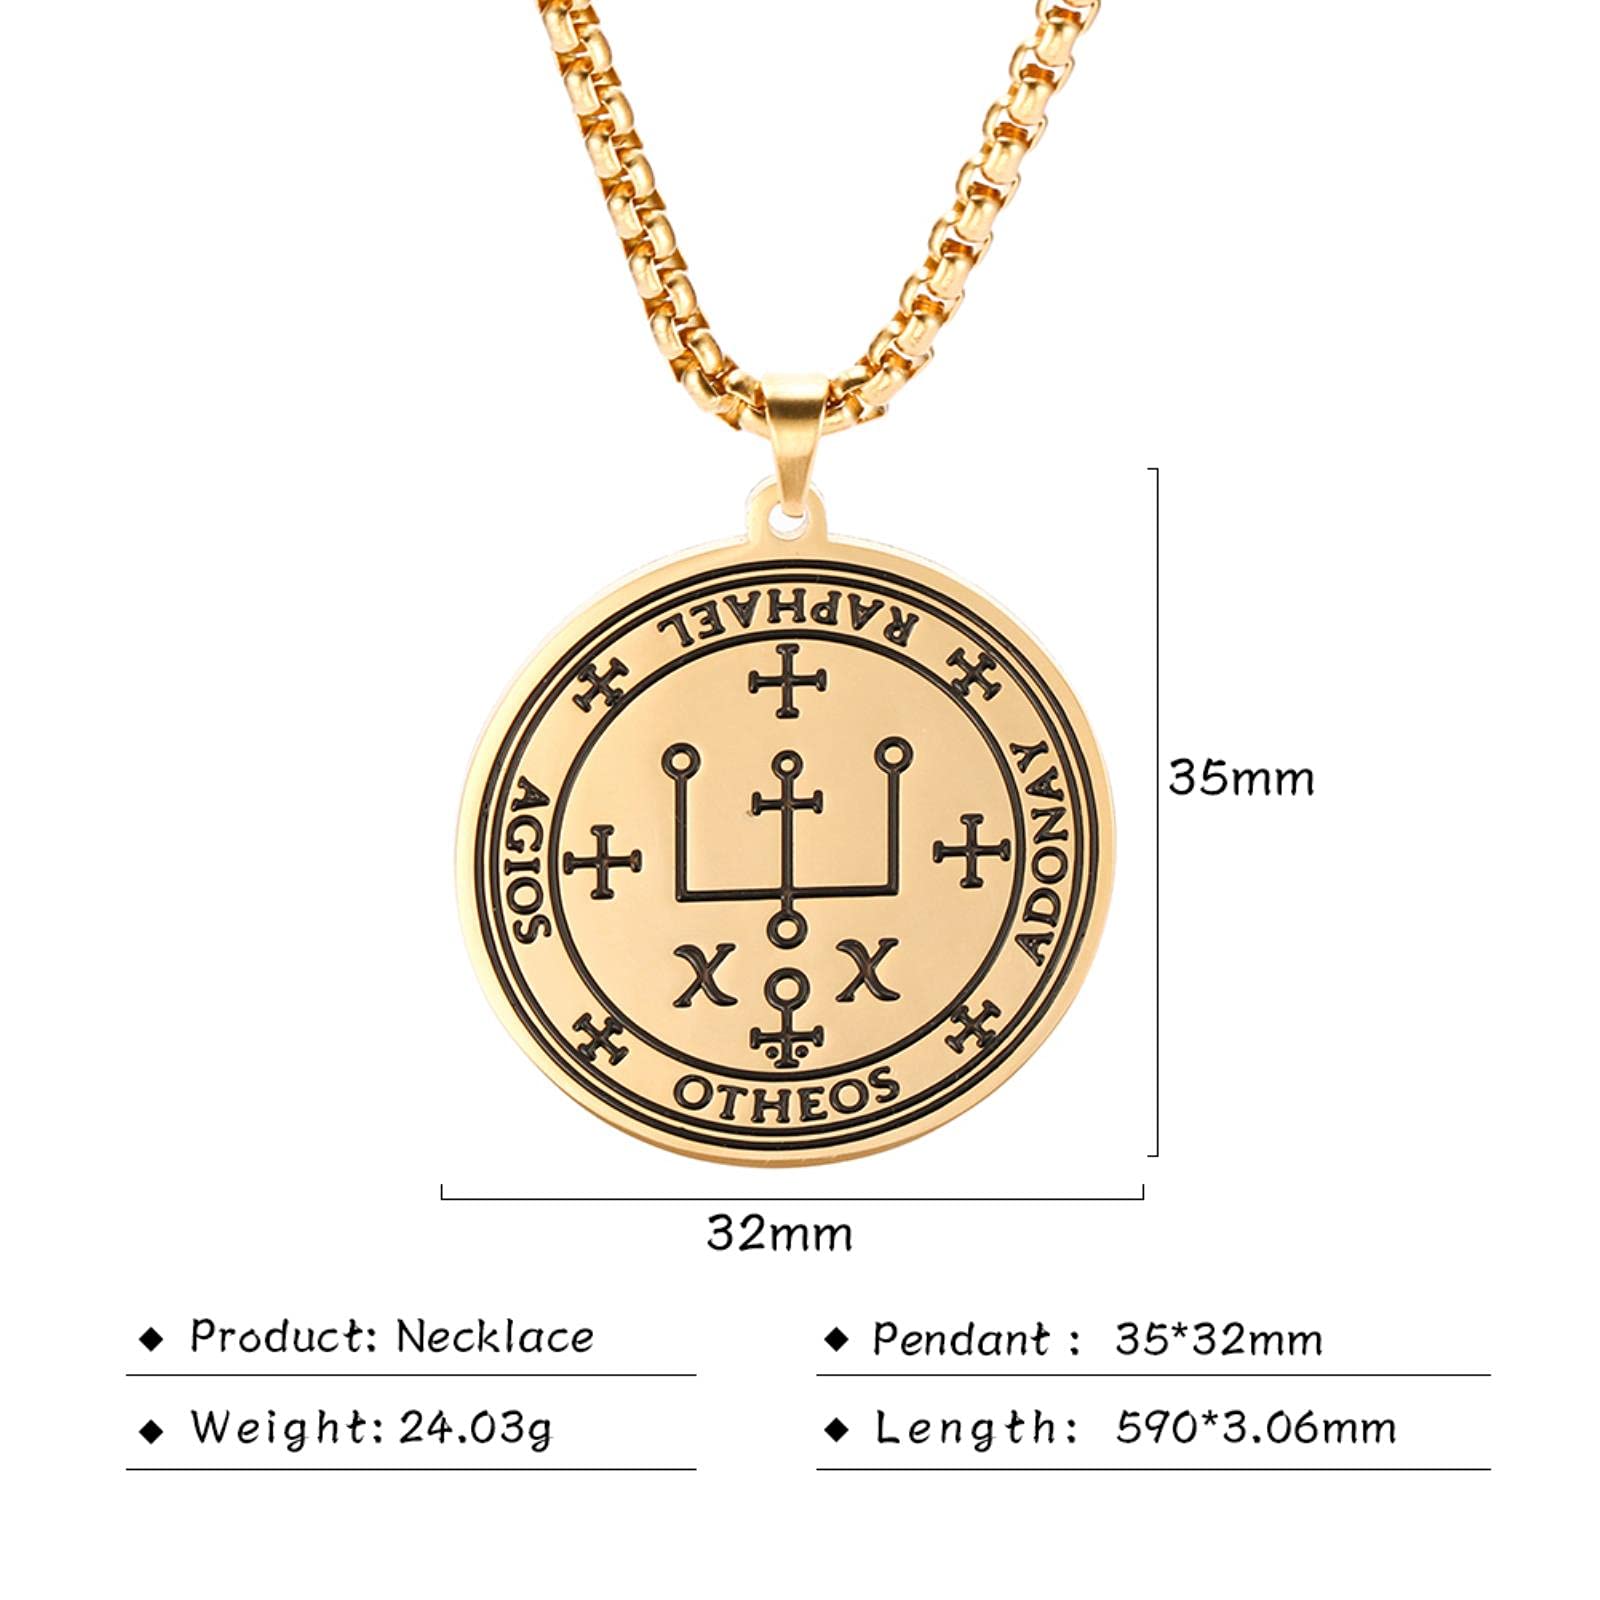 RAPHAEL
ADONAY
AGIOS
X X
OTHEOS
35mm
32mm
◆ Product: Necklace
◆ Pendant : 35*32mm
◆ Weight: 24.03g
◆ Length: 590*3.06mm